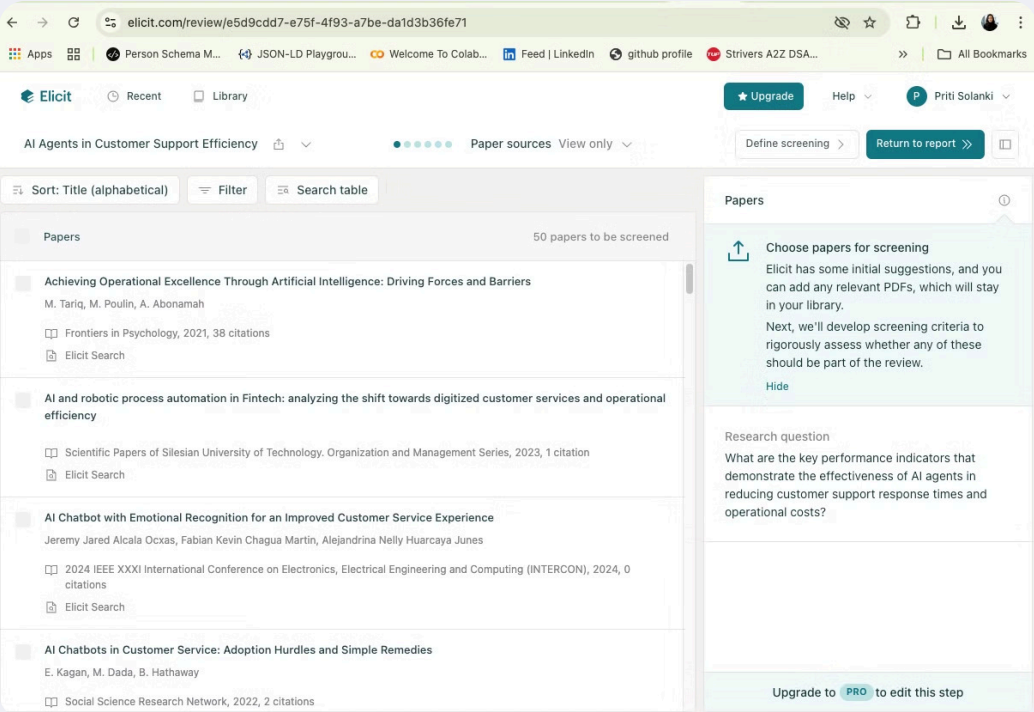 elicit.com/review/e5d9cdd7-e75f-4f93-a7be-da1d3b36fe71
Apps
Person Schema M...
JSON-LD Playgrou...
Welcome To Colab...
Feed | LinkedIn
github profile
Strivers A2Z DSA...
»
All Bookmarks
Elicit
Recent
Library
Upgrade
Help
P
Priti Solanki
AI Agents in Customer Support Efficiency
Paper sources View only
Define screening
Return to report
Sort: Title (alphabetical)
Filter
Search table
Papers
50 papers to be screened
Achieving Operational Excellence Through Artificial Intelligence: Driving Forces and Barriers
M. Tariq, M. Poulin, A. Abonamah
Frontiers in Psychology, 2021, 38 citations
Elicit Search
AI and robotic process automation in Fintech: analyzing the shift towards digitized customer services and operational
efficiency
Scientific Papers of Silesian University of Technology. Organization and Management Series, 2023, 1 citation
Elicit Search
AI Chatbot with Emotional Recognition for an Improved Customer Service Experience
Jeremy Jared Alcala Ocxas, Fabian Kevin Chagua Martin, Alejandrina Nelly Huarcaya Junes
2024 IEEE XXXI International Conference on Electronics, Electrical Engineering and Computing (INTERCON), 2024, 0
citations
Elicit Search
AI Chatbots in Customer Service: Adoption Hurdles and Simple Remedies
E. Kagan, M. Dada, B. Hathaway
Social Science Research Network, 2022, 2 citations
Papers
Choose papers for screening
Elicit has some initial suggestions, and you
can add any relevant PDFs, which will stay
in your library.
Next, we'll develop screening criteria to
rigorously assess whether any of these
should be part of the review.
Hide
Research question
What are the key performance indicators that
demonstrate the effectiveness of AI agents in
reducing customer support response times and
operational costs?
Upgrade to PRO to edit this step